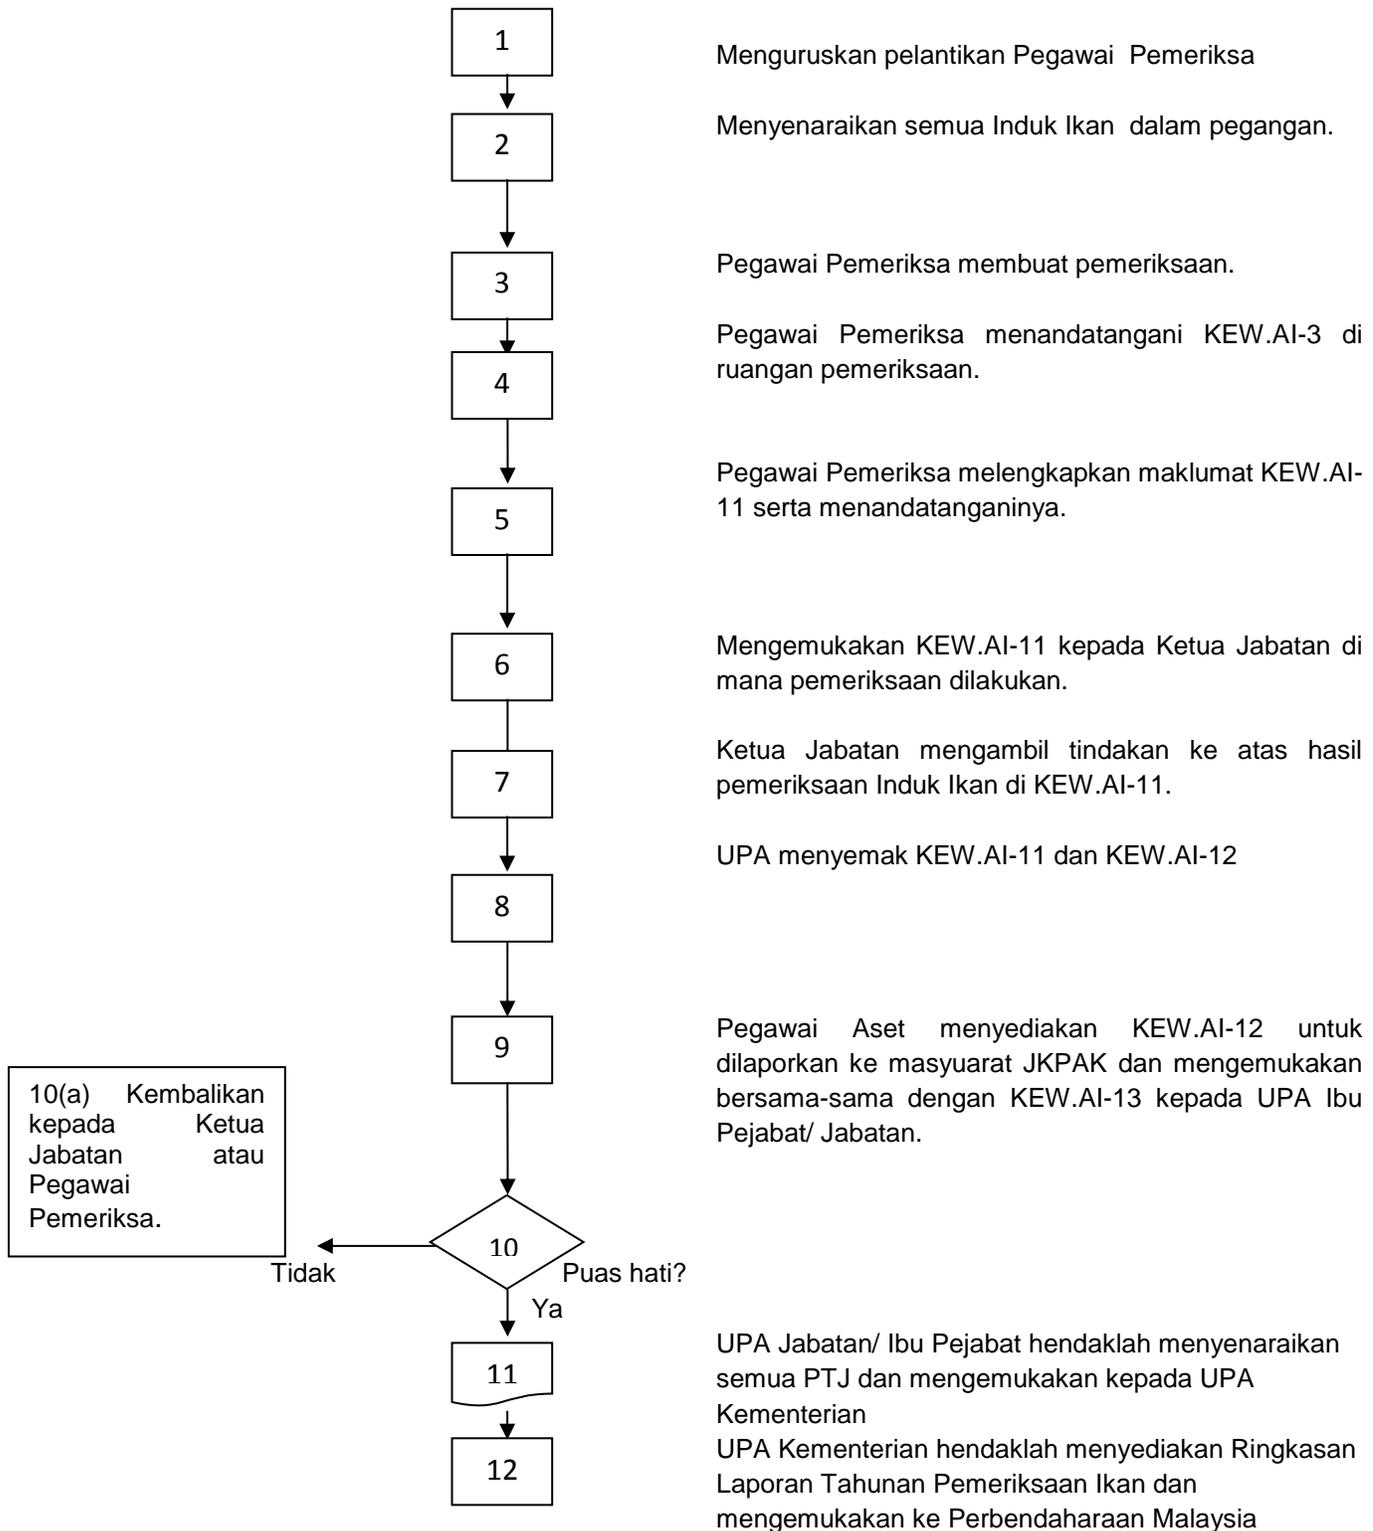 1
Menguruskan pelantikan Pegawai Pemeriksa
2
Menyenaraikan semua Induk Ikan dalam pegangan.
3
Pegawai Pemeriksa membuat pemeriksaan.
4
Pegawai Pemeriksa menandatangani KEW.AI-3 di
ruangan pemeriksaan.
5
Pegawai Pemeriksa melengkapkan maklumat KEW.AI-
11 serta menandatanganinya.
6
Mengemukakan KEW.AI-11 kepada Ketua Jabatan di
mana pemeriksaan dilakukan.
7
Ketua Jabatan mengambil tindakan ke atas hasil
pemeriksaan Induk Ikan di KEW.AI-11.
8
UPA menyemak KEW.AI-11 dan KEW.AI-12
9
Pegawai Aset menyediakan KEW.AI-12 untuk
dilaporkan ke masyuarat JKPAK dan mengemukakan
bersama-sama dengan KEW.AI-13 kepada UPA Ibu
Pejabat/ Jabatan.
10(a) Kembalikan
kepada Ketua
Jabatan atau
Pegawai
Pemeriksa.
10
Tidak
Puas hati?
Ya
11
UPA Jabatan/ Ibu Pejabat hendaklah menyenaraikan
semua PTJ dan mengemukakan kepada UPA
Kementerian
12
UPA Kementerian hendaklah menyediakan Ringkasan
Laporan Tahunan Pemeriksaan Ikan dan
mengemukakan ke Perbendaharaan Malaysia